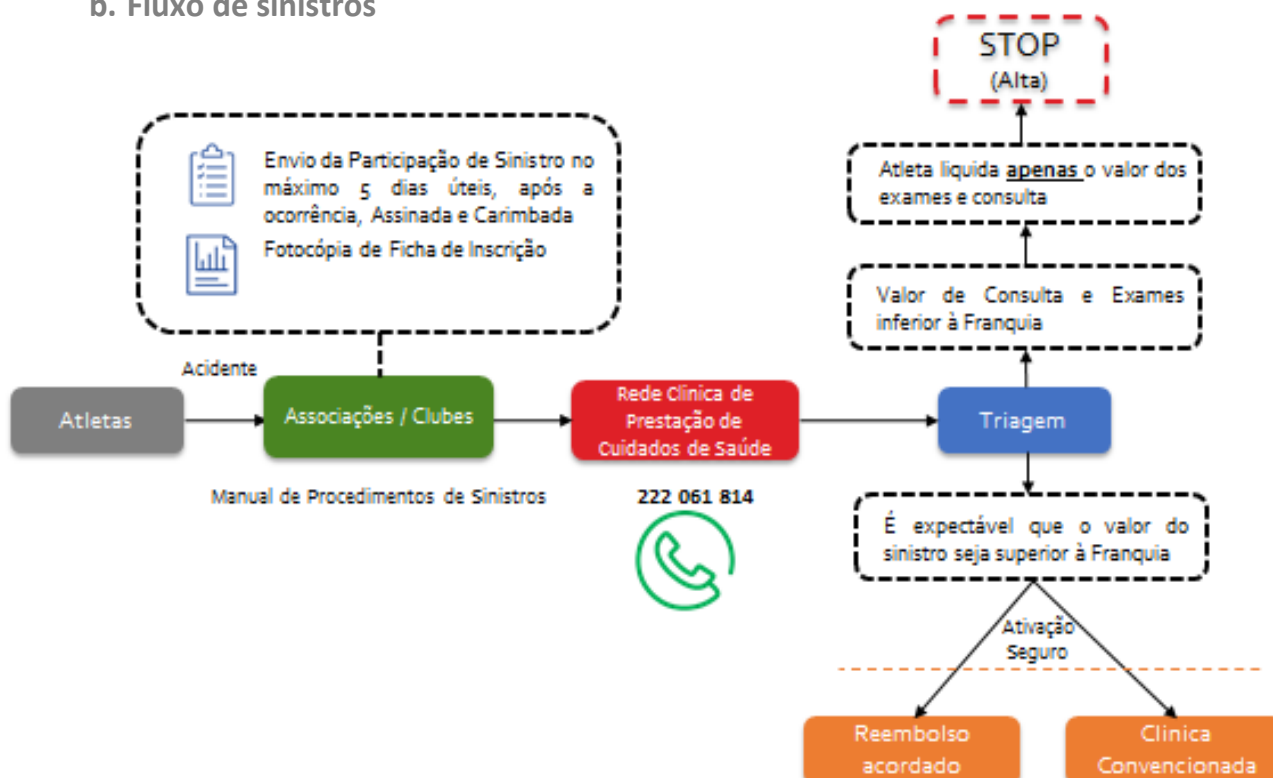 b. Fluxo de sinistros
STOP
(Alta)
Envio da Participação de Sinistro no
máximo 5 dias úteis, após a
ocorrência, Assinada e Carimbada
Fotocópia de Ficha de Inscrição
Atleta liquida apenas o valor dos
exames e consulta
Valor de Consulta e Exames
inferior à Franquia
Acidente
Atletas
Associações / Clubes
Rede Clinica de
Prestação de
Cuidados de Saúde
Triagem
Manual de Procedimentos de Sinistros
222 061 814
É expectável que o valor do
sinistro seja superior à Franquia
Ativação
Seguro
Reembolso
acordado
Clinica
Convencionada